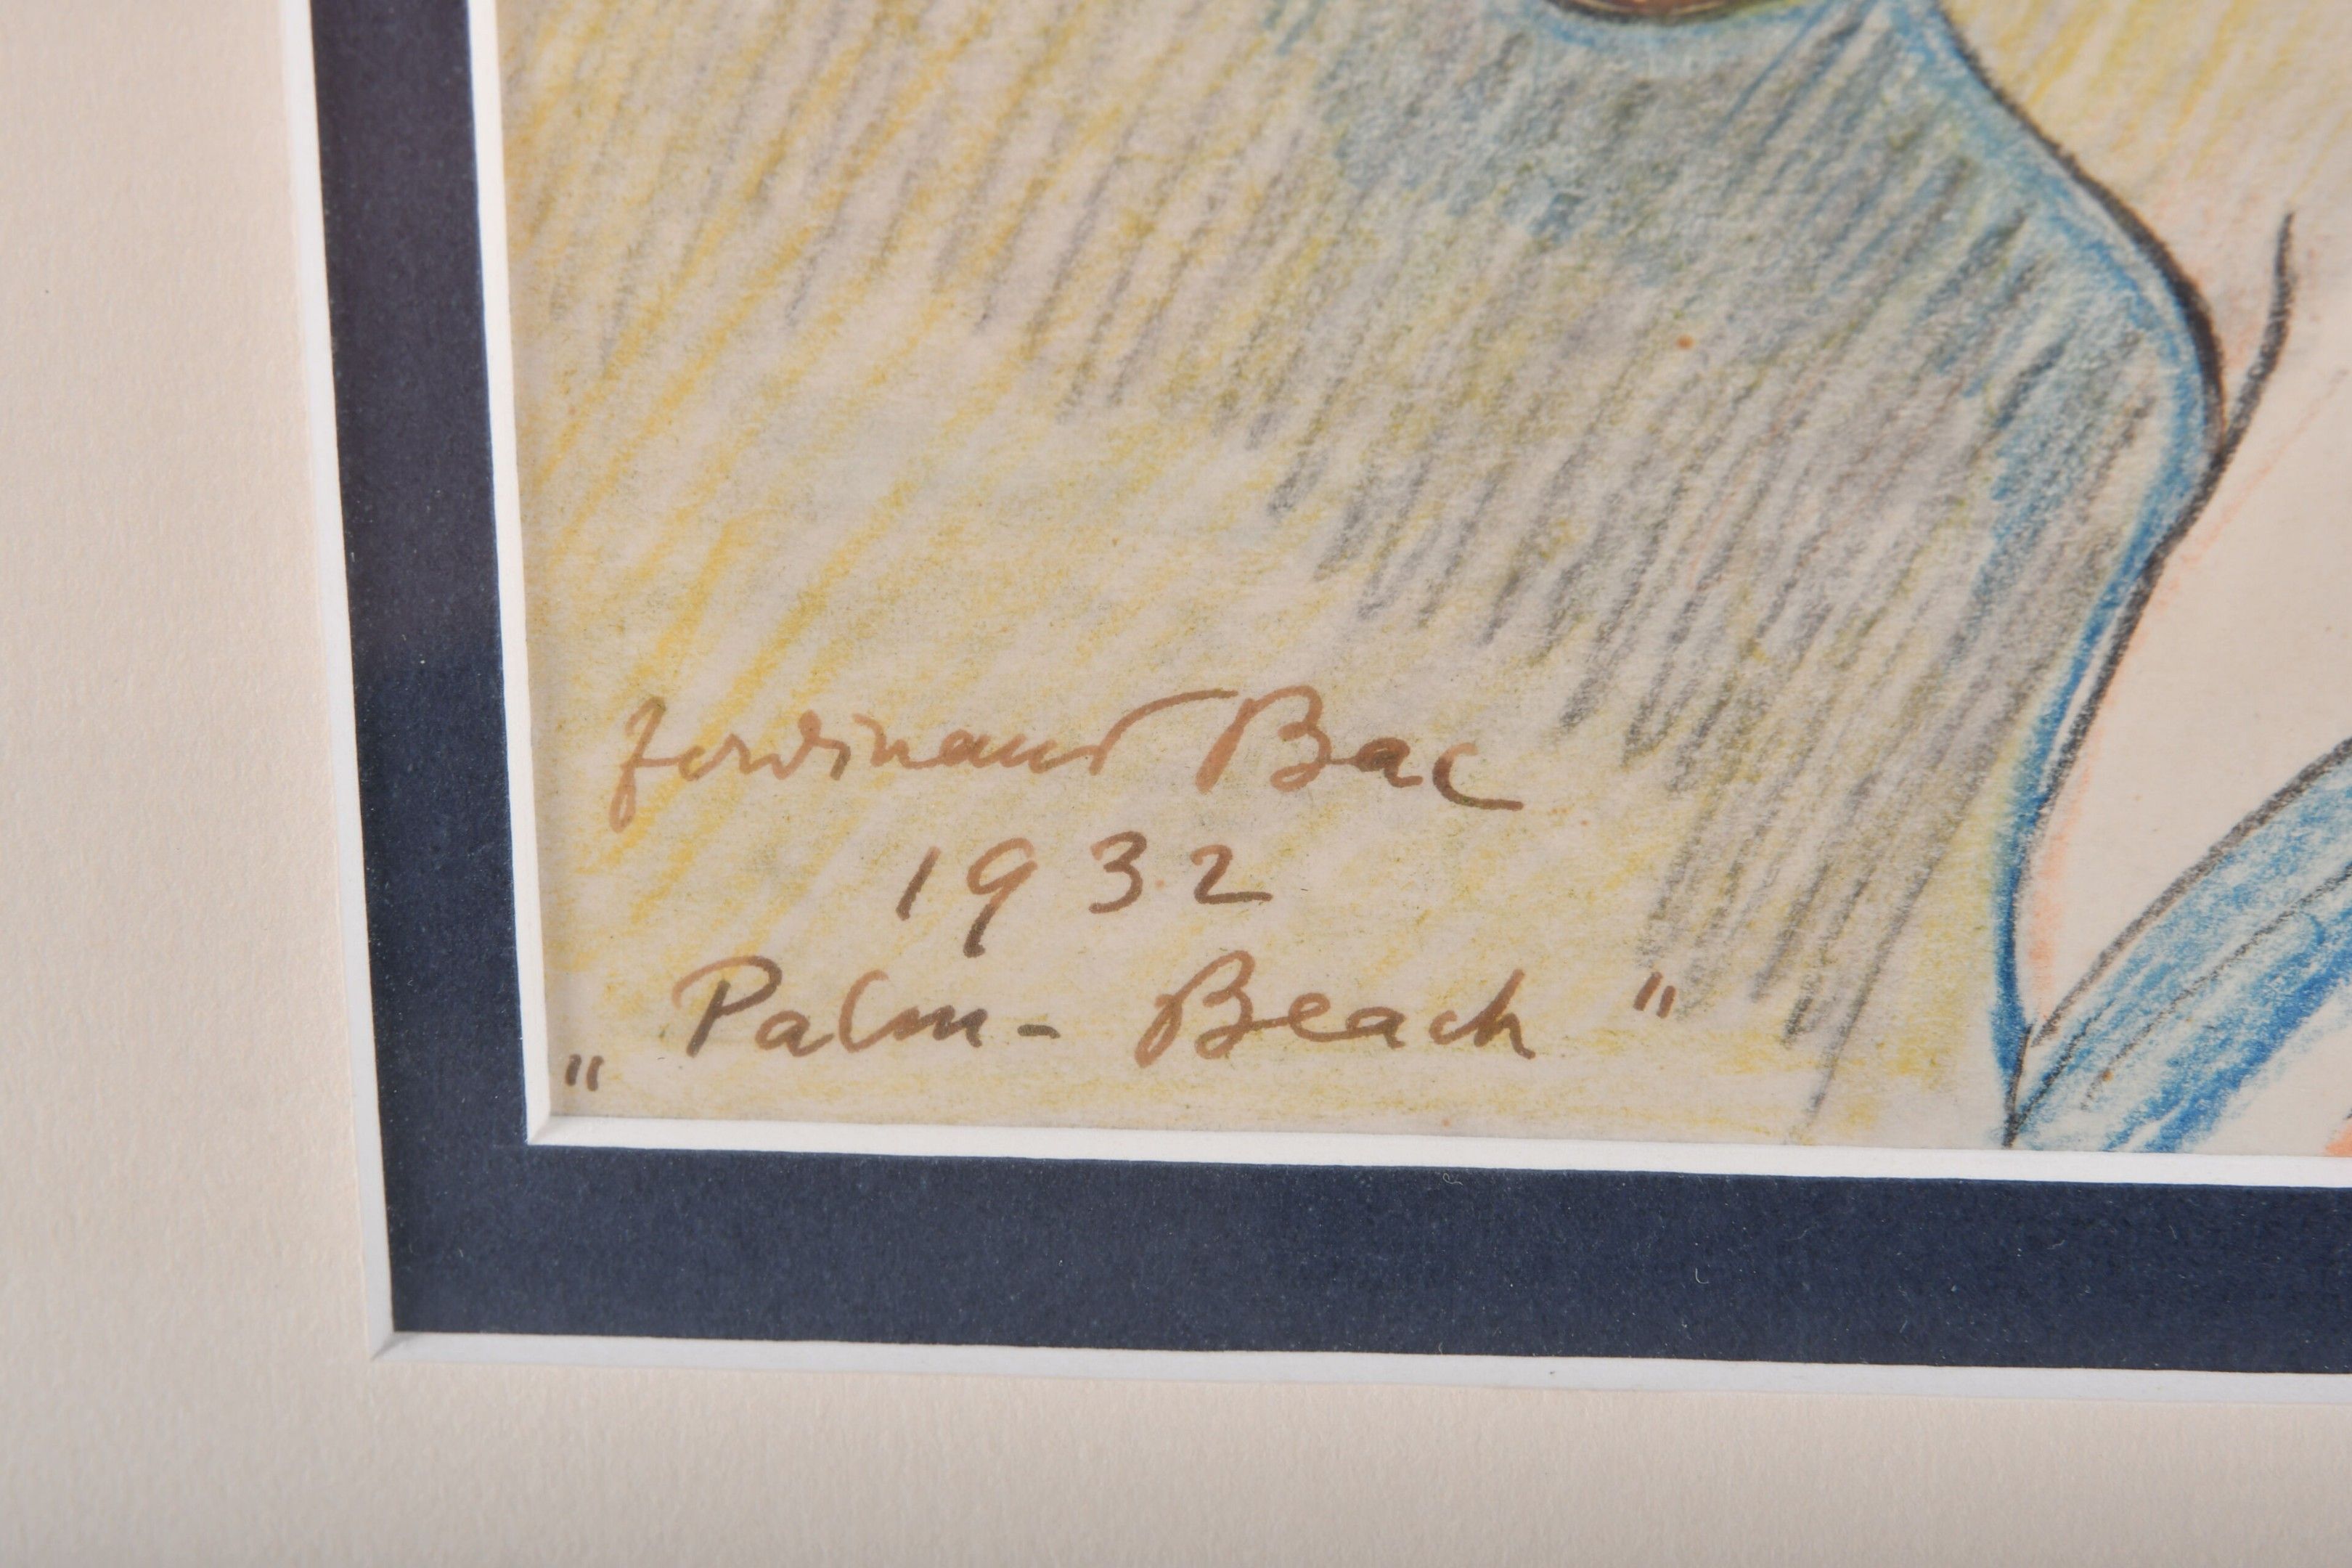 Ferdinand Bac
1932
„ Palm - Beach "